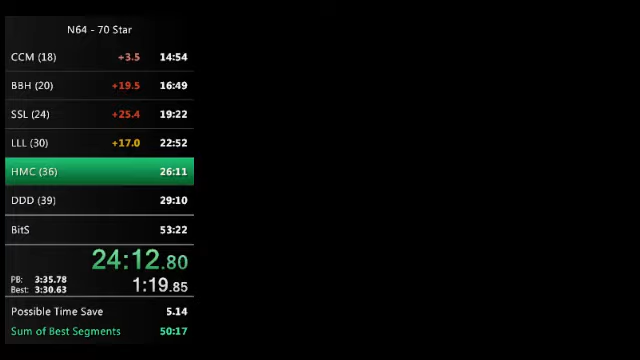 N64 - 70 Star
CCM (18) +3.5 14:54
BBH (20) +19.5 16:49
SSL (24) +25.4 19:22
LLL (30) +17.0 22:52
HMC (36) 26:11
DDD (39) 29:10
BitS 53:22
24:12.80
PB: 3:35.78 1:19.85
Best: 3:30.63
Possible Time Save 5.14
Sum of Best Segments 50:17